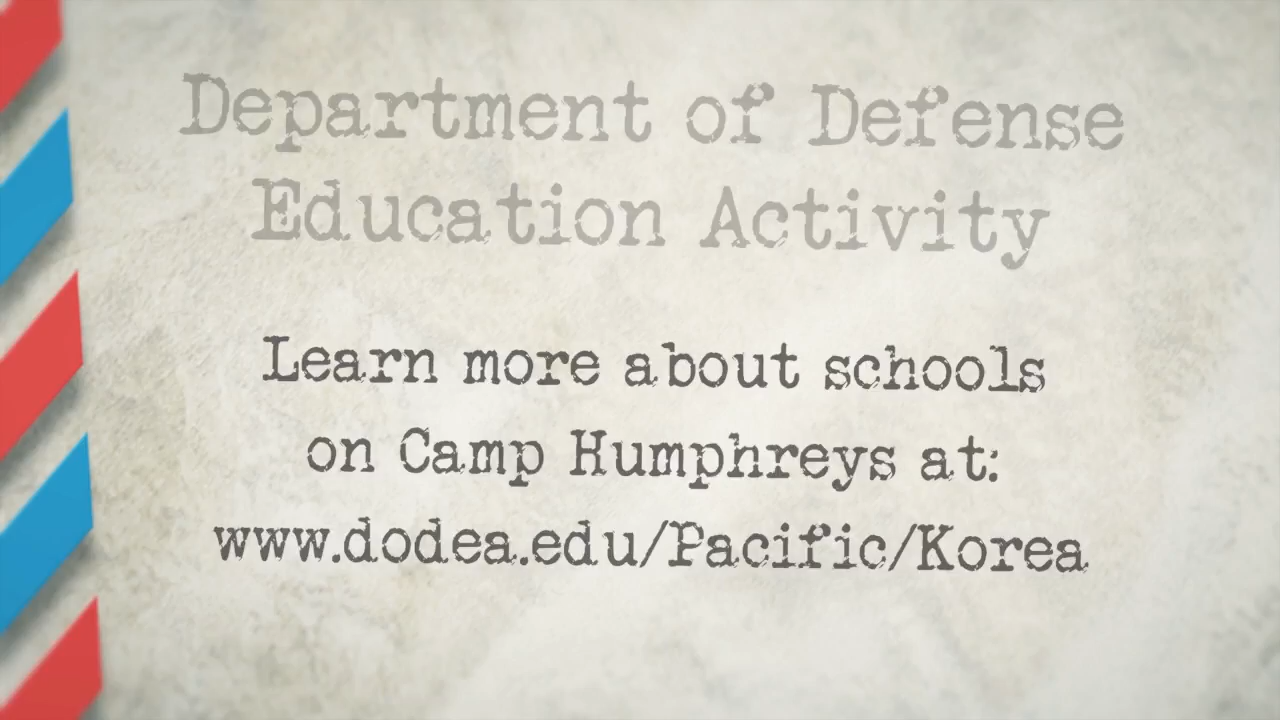 Department of Defense
Education Activity
Learn more about schools
on Camp Humphreys at:
www.dodea.edu/Pacific/Korea